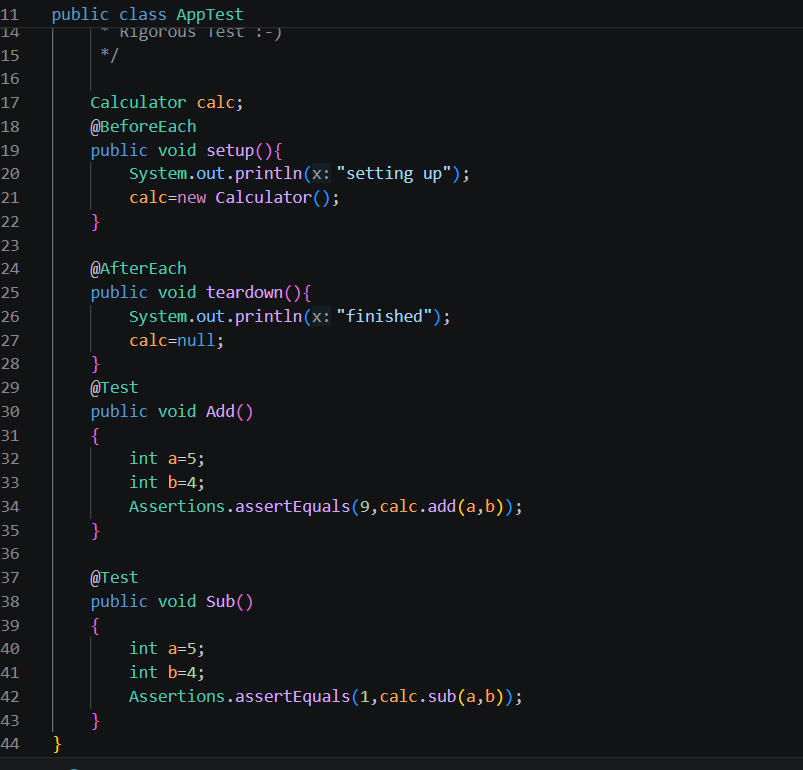 11 public class AppTest
14 * Rigorous Test :-)
15 */
16
17 Calculator calc;
18 @BeforeEach
19 public void setup(){
20 System.out.println(x: "setting up");
21 calc=new Calculator();
22 }
23
24 @AfterEach
25 public void teardown(){
26 System.out.println(x: "finished");
27 calc=null;
28 }
29 @Test
30 public void Add()
31 {
32 int a=5;
33 int b=4;
34 Assertions.assertEquals(9,calc.add(a,b));
35 }
36
37 @Test
38 public void Sub()
39 {
40 int a=5;
41 int b=4;
42 Assertions.assertEquals(1,calc.sub(a,b));
43 }
44 }